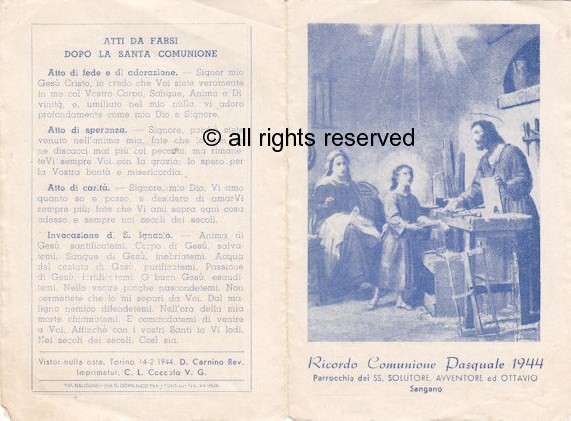 ATTI DA FARSI
DOPO LA SANTA COMUNIONE
Atto di fede e di adorazione. — Signor mio
Gesù Cristo, io credo che Voi siete veramente
in me col Vostro Corpo, Sangue, Anima e Di
vinità, e, umiliato nel mio nulla, vi adoro
profondamente come mio Dio e Signore.
Atto di speranza. — Signore, poichè siete
venuto nell'anima mia, fate che io non Ve
ne discacci mai più col peccato, ma rimane-
teVi sempre Voi con la grazia; lo spero per
la Vostra bontà e misericordia.
Atto di carità. — Signore, mio Dio, Vi amo
quanto so e posso, e desidero di amarVi
sempre più; fate che Vi ami sopra ogni cosa
adesso e sempre nei secoli dei secoli.
Invocazione di S. Ignazio. — Anima di
Gesù, santificatemi. Corpo di Gesù, salva-
temi. Sangue di Gesù, inebriatemi. Acqua
del costato di Gesù, purificatemi. Passione
di Gesù, fortificatemi. O buon Gesù, esaudi-
temi. Nelle vostre piaghe nascondetemi. Non
permettete che io mi separi da Voi. Dal ma-
ligno nemico difendetemi. Nell'ora della mia
morte chiamatemi. E comandatemi di venire
a Voi. Affinchè con i vostri Santi io Vi lodi.
Nei secoli dei secoli. Così sia.
Visto: nulla osta, Torino 14-2 1944, D. Carnino Rev.
Imprimatur, C. L. Coccolo V. G.
© all rights reserved
Ricordo Comunione Pasquale 1944
Parrocchia dei SS. SOLUTORE, AVVENTORE ed OTTAVIO
Sangano